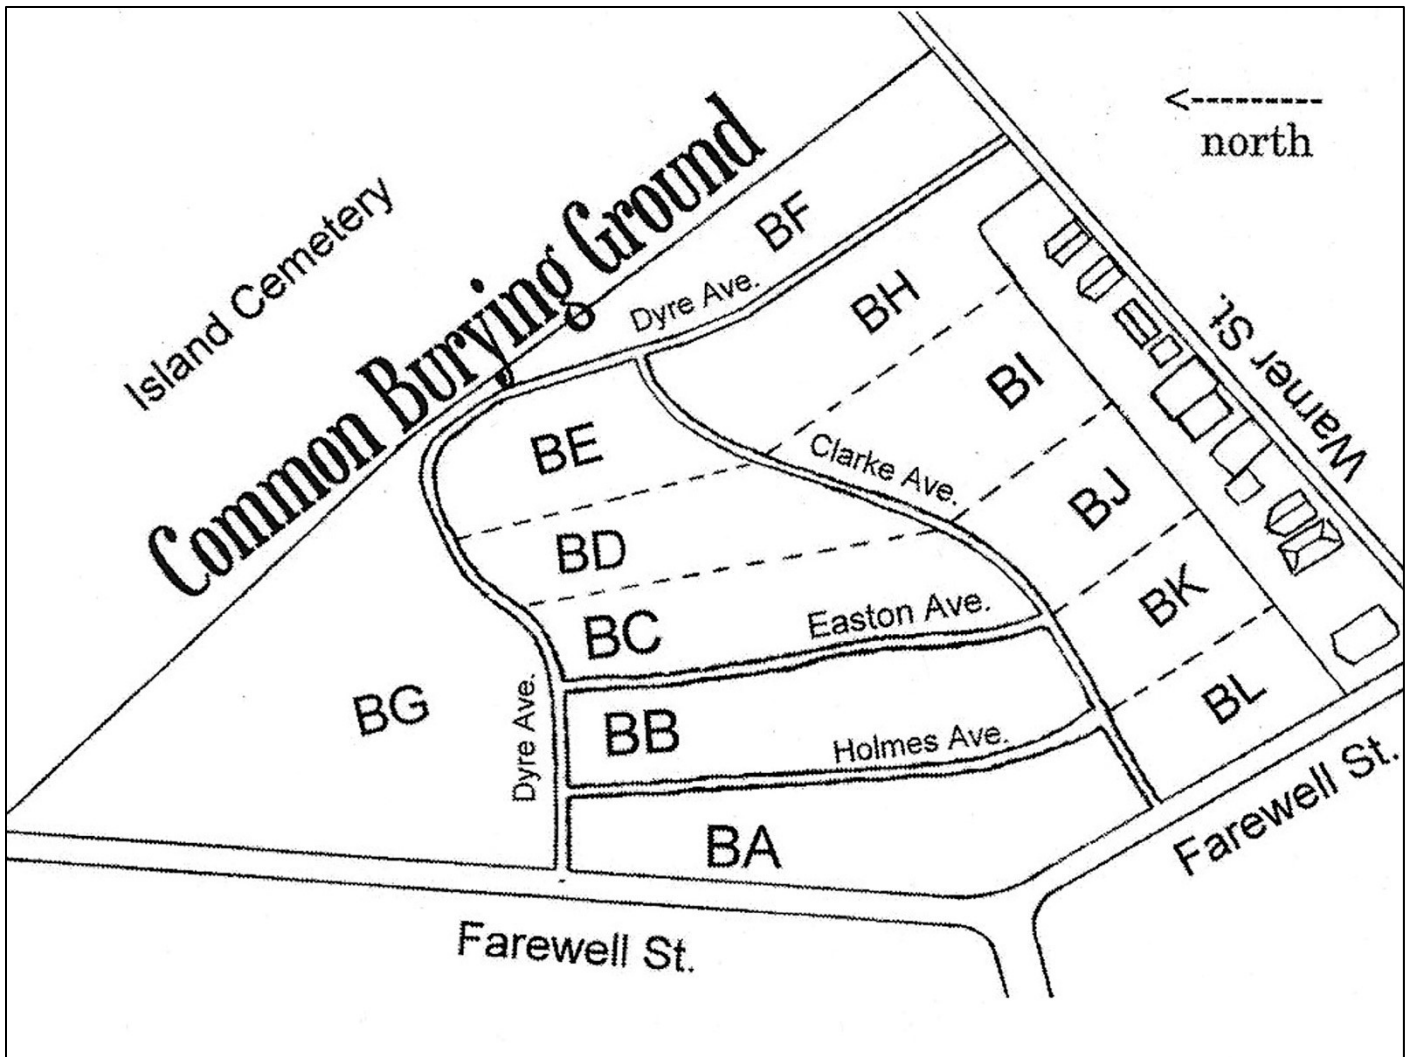 north
Island Cemetery
Common Burying Ground
BF
Dyre Ave.
BH
Warner St.
BI
BE
Clarke Ave.
BJ
BD
BC
Easton Ave.
BK
BG
Dyre Ave.
BB
Holmes Ave.
BL
BA
Farewell St.
Farewell St.